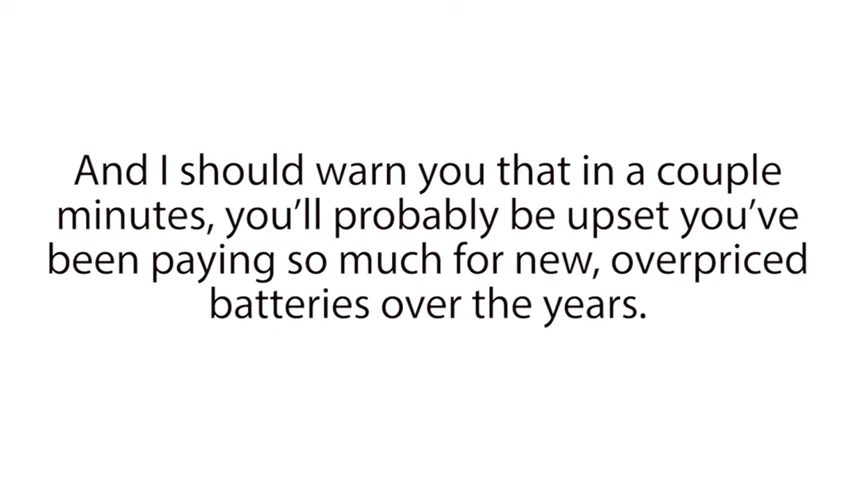 And I should warn you that in a couple
minutes, you’ll probably be upset you’ve
been paying so much for new, overpriced
batteries over the years.